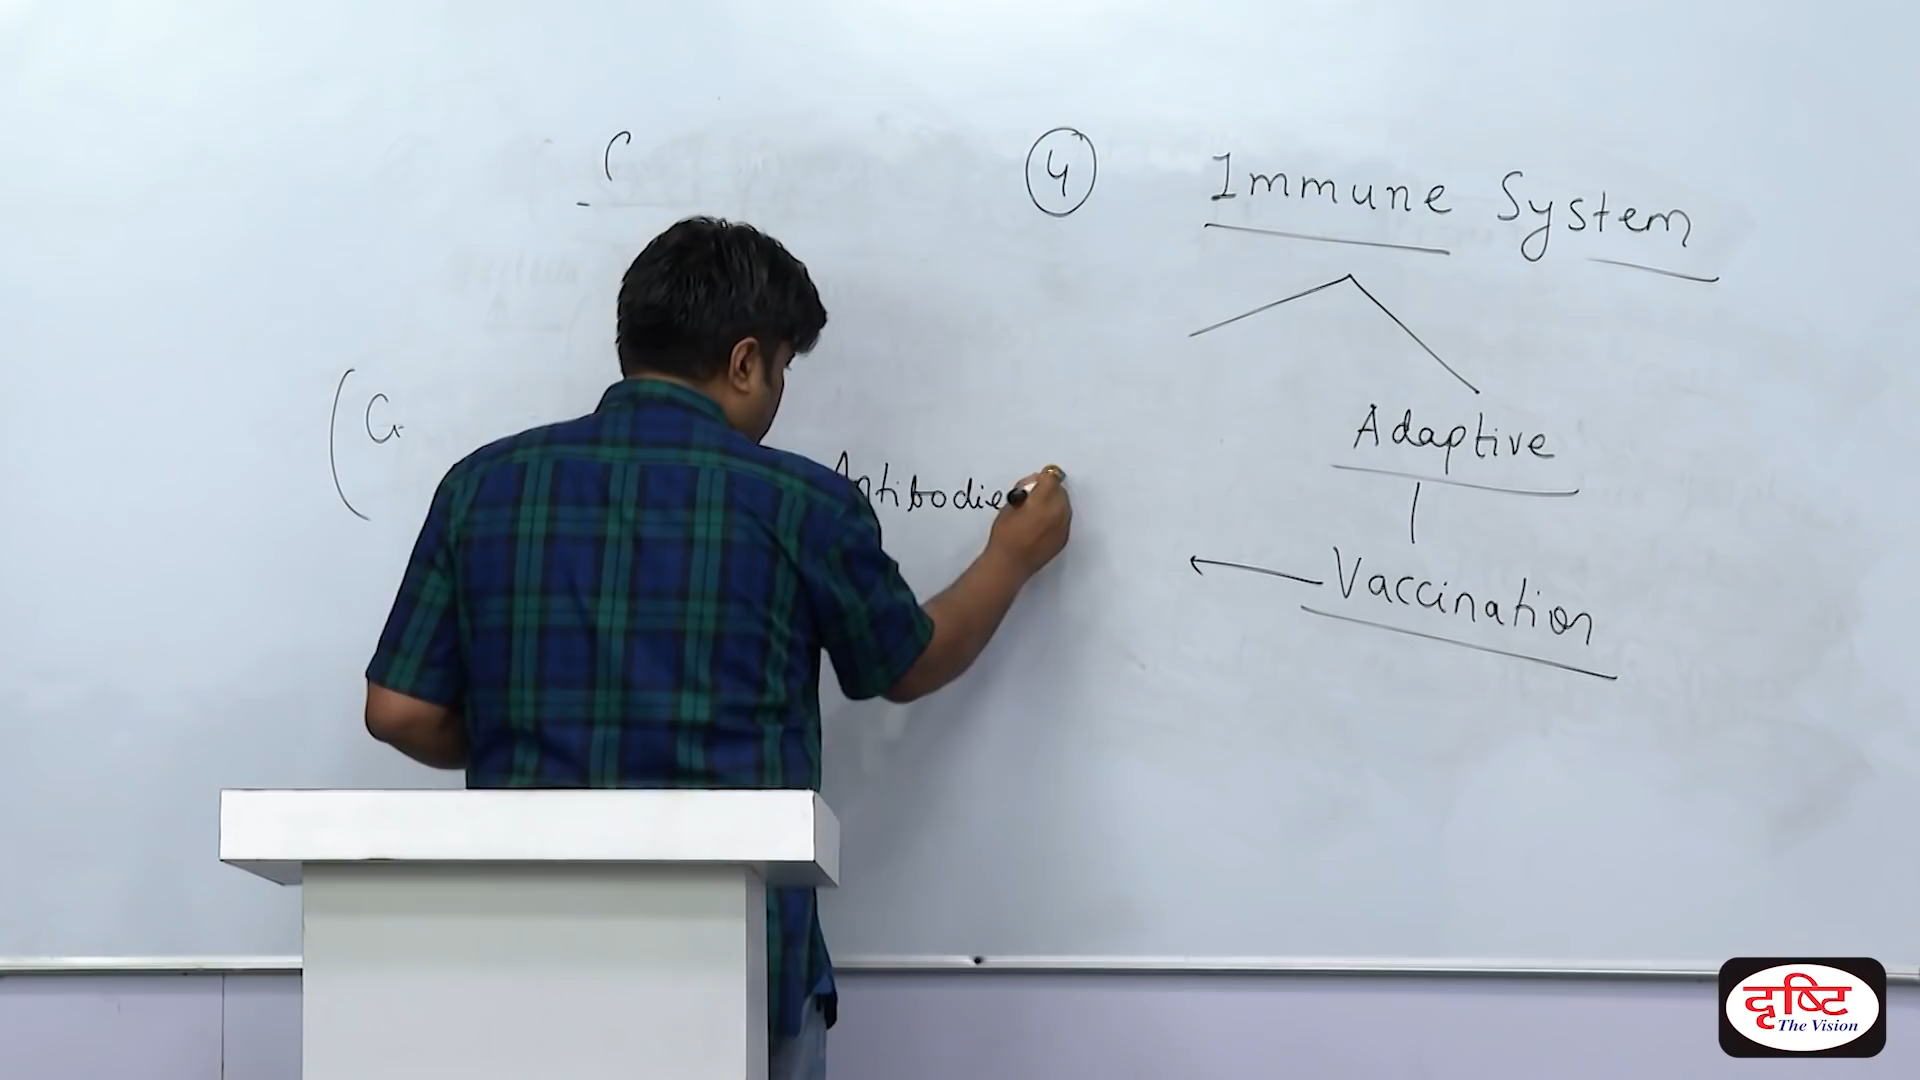 4
Immune System
Adaptive
Antibodies
Vaccination
दृष्टि
The Vision